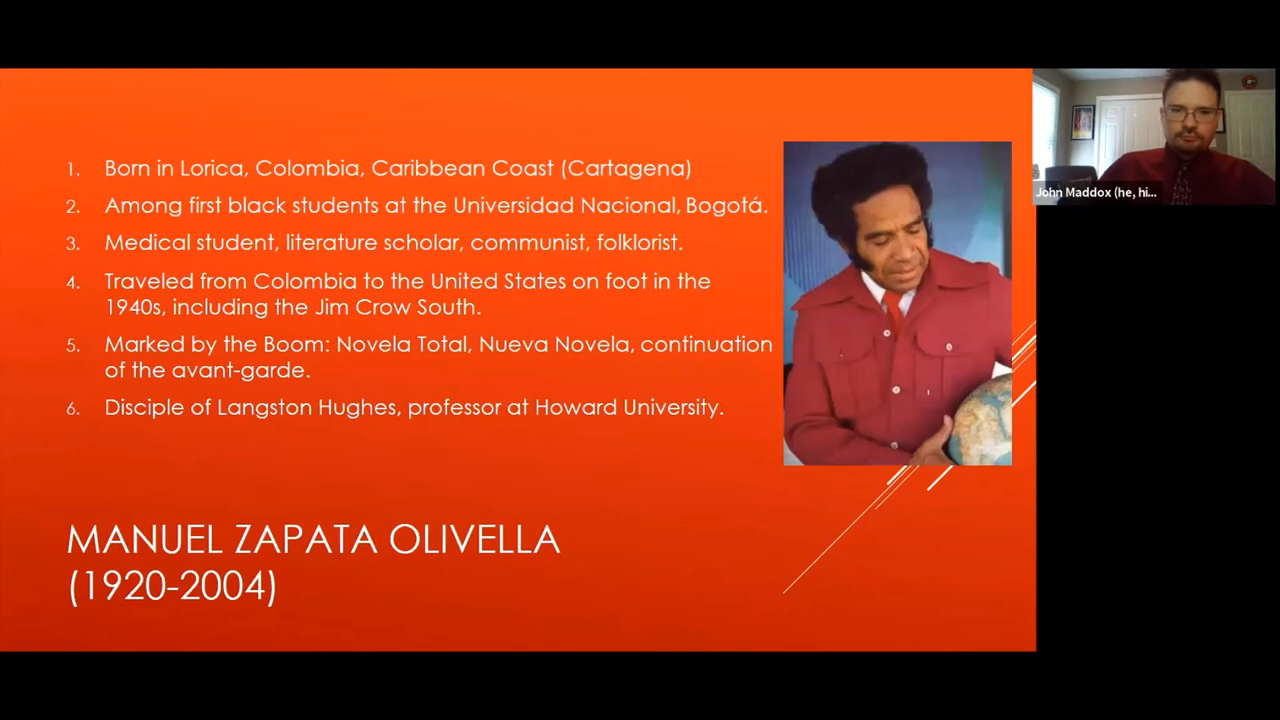 1. Born in Lorica, Colombia, Caribbean Coast (Cartagena)
2. Among first black students at the Universidad Nacional, Bogotá.
3. Medical student, literature scholar, communist, folklorist.
4. Traveled from Colombia to the United States on foot in the
1940s, including the Jim Crow South.
5. Marked by the Boom: Novela Total, Nueva Novela, continuation
of the avant-garde.
6. Disciple of Langston Hughes, professor at Howard University.
MANUEL ZAPATA OLIVELLA
(1920-2004)
John Maddox (he, hi...